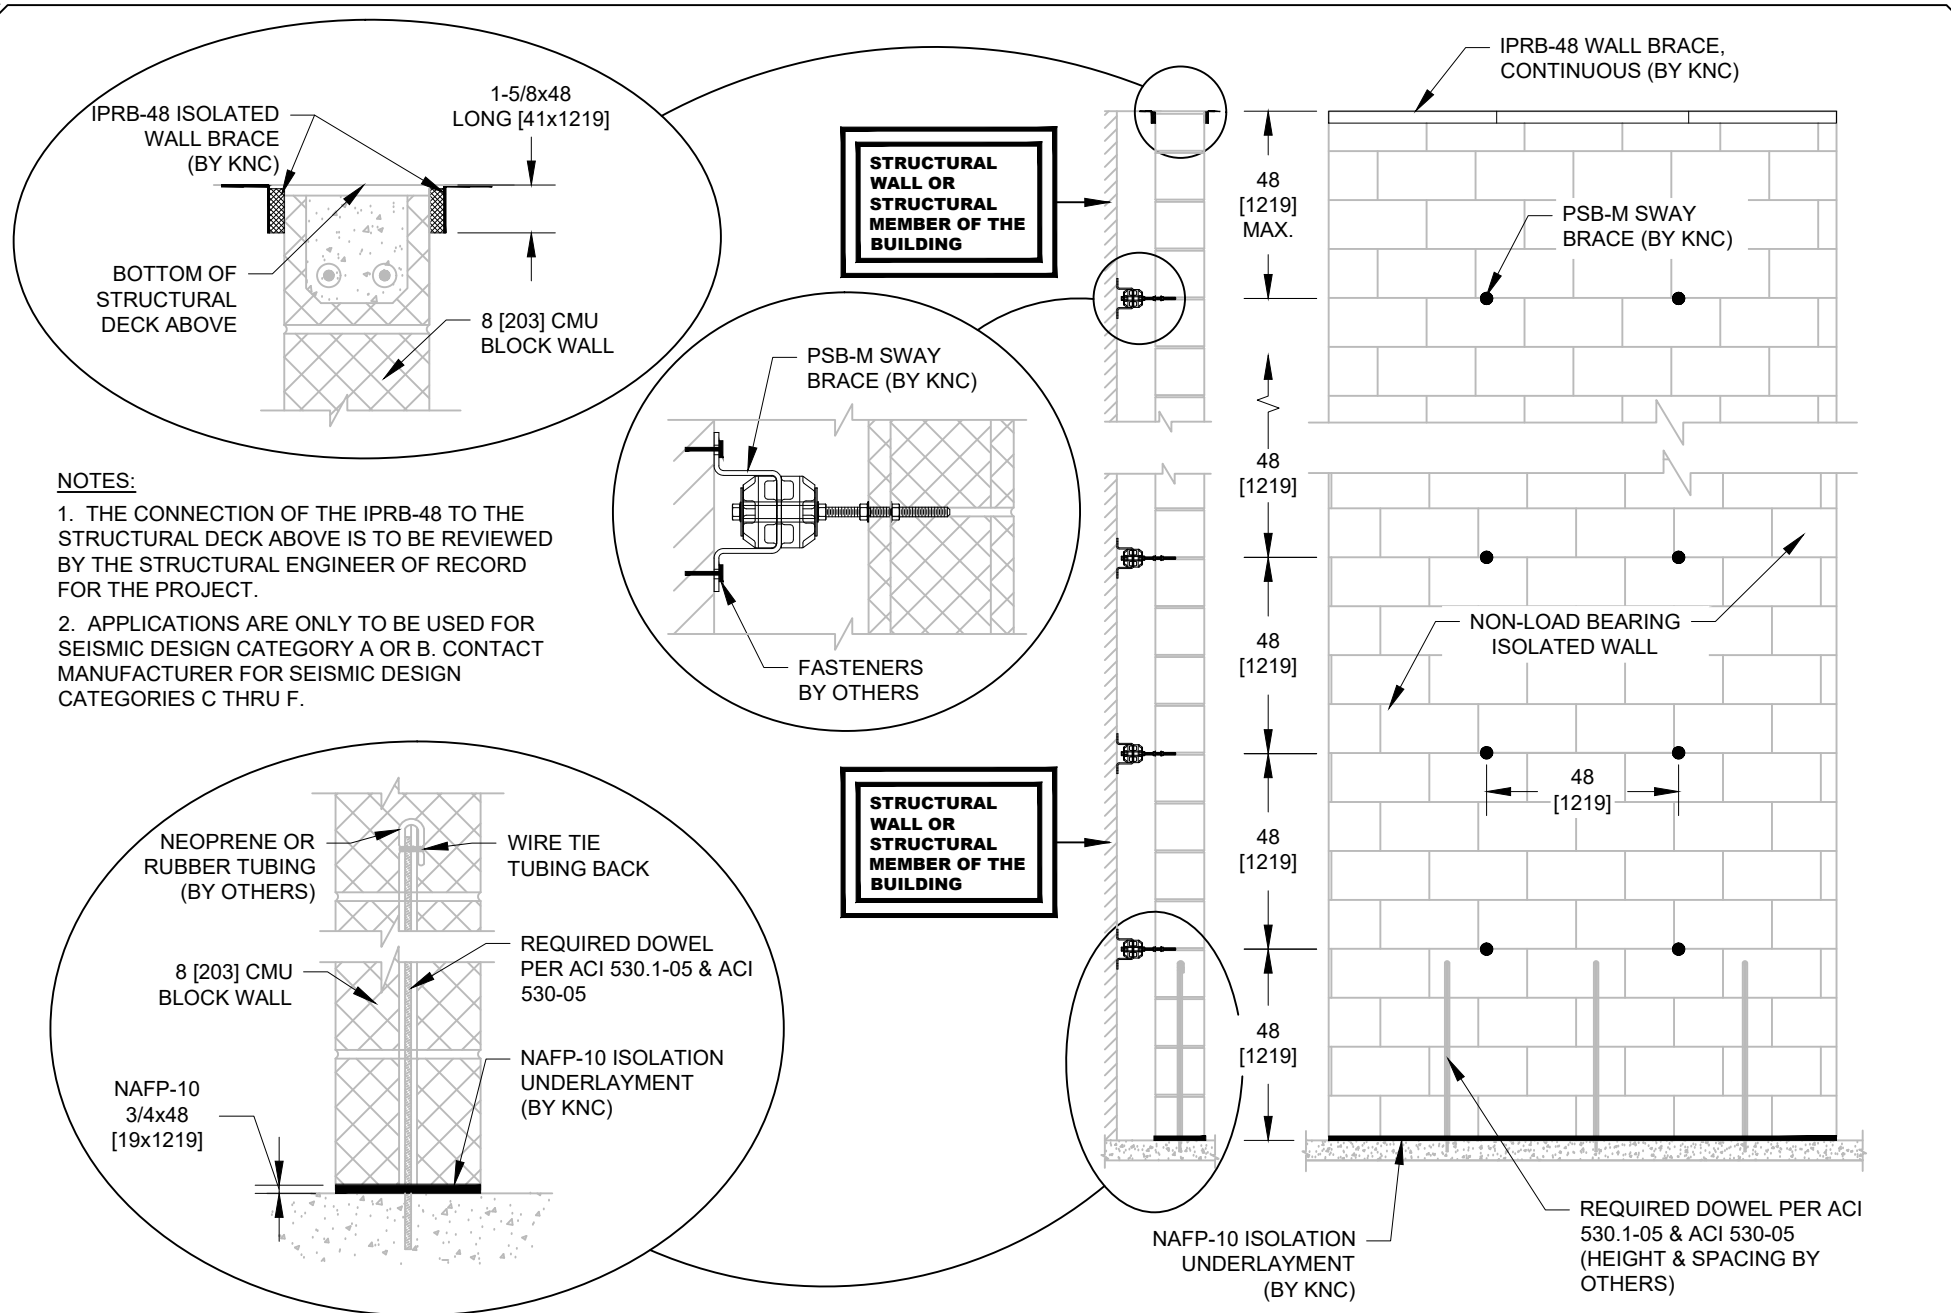 IPRB-48 ISOLATED
WALL BRACE
(BY KNC)
1-5/8x48
LONG [41x1219]
BOTTOM OF
STRUCTURAL
DECK ABOVE
8 [203] CMU
BLOCK WALL
STRUCTURAL
WALL OR
STRUCTURAL
MEMBER OF THE
BUILDING
IPRB-48 WALL BRACE,
CONTINUOUS (BY KNC)
48
[1219]
MAX.
PSB-M SWAY
BRACE (BY KNC)
PSB-M SWAY
BRACE (BY KNC)
FASTENERS
BY OTHERS
48
[1219]
NOTES:
1. THE CONNECTION OF THE IPRB-48 TO THE
STRUCTURAL DECK ABOVE IS TO BE REVIEWED
BY THE STRUCTURAL ENGINEER OF RECORD
FOR THE PROJECT.
2. APPLICATIONS ARE ONLY TO BE USED FOR
SEISMIC DESIGN CATEGORY A OR B. CONTACT
MANUFACTURER FOR SEISMIC DESIGN
CATEGORIES C THRU F.
48
[1219]
NON-LOAD BEARING
ISOLATED WALL
STRUCTURAL
WALL OR
STRUCTURAL
MEMBER OF THE
BUILDING
48
[1219]
48
[1219]
NEOPRENE OR
RUBBER TUBING
(BY OTHERS)
WIRE TIE
TUBING BACK
8 [203] CMU
BLOCK WALL
REQUIRED DOWEL
PER ACI 530.1-05 & ACI
530-05
NAFP-10
3/4x48
[19x1219]
NAFP-10 ISOLATION
UNDERLAYMENT
(BY KNC)
48
[1219]
NAFP-10 ISOLATION
UNDERLAYMENT
(BY KNC)
REQUIRED DOWEL PER ACI
530.1-05 & ACI 530-05
(HEIGHT & SPACING BY
OTHERS)